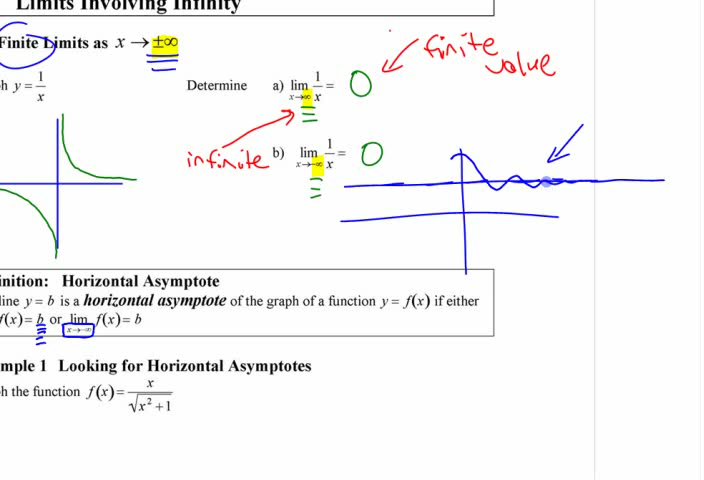 Limits Involving Infinity
Finite Limits as x → ±∞
finite value
h y = 1/x
Determine a) lim x→∞ 1/x = 0
infinite
b) lim x→-∞ 1/x = 0
inition: Horizontal Asymptote
line y = b is a horizontal asymptote of the graph of a function y = f(x) if either
f(x) = b or lim x→-∞ f(x) = b
mple 1 Looking for Horizontal Asymptotes
h the function f(x) = x/√x²+1